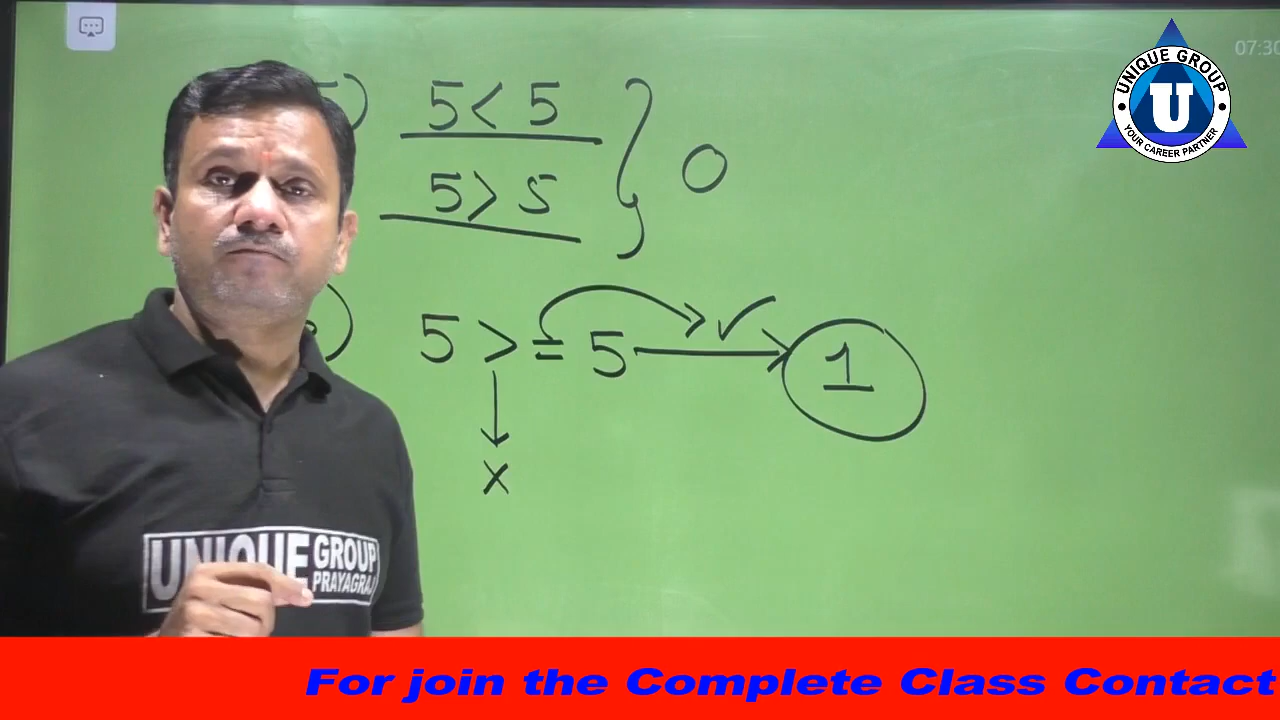 07:30
UNIQUE GROUP
U
YOUR CAREER PARTNER
5 < 5
5 > 5
0
5 >= 5
1
x
UNIQUE GROUP
PRAYAGRAJ
For join the Complete Class Contact